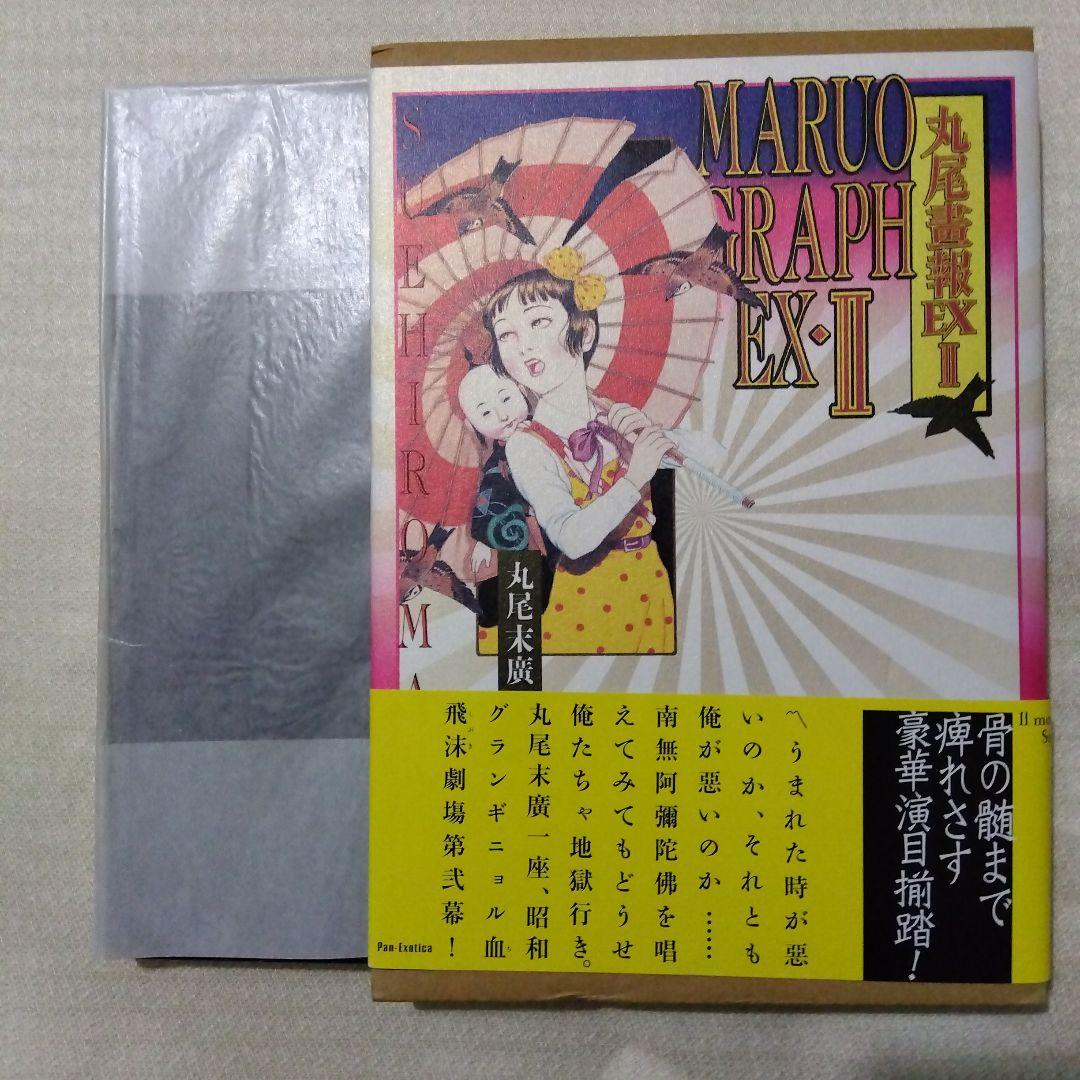 MARUO
GRAPH
EX・II
丸尾畫報EXII
SUEHIRO MA
丸尾末廣
〽うまれた時が惡
いのか、それとも
俺が惡いのか……
南無阿彌陀佛を唱
えてみてもどうせ
俺たちゃ地獄行き。
丸尾末廣一座、昭和
グランギニョル血
飛沫劇場第弐幕!
骨の髄まで
痺れさす
豪華演目揃踏!
Pan-Exotica
Il m
S